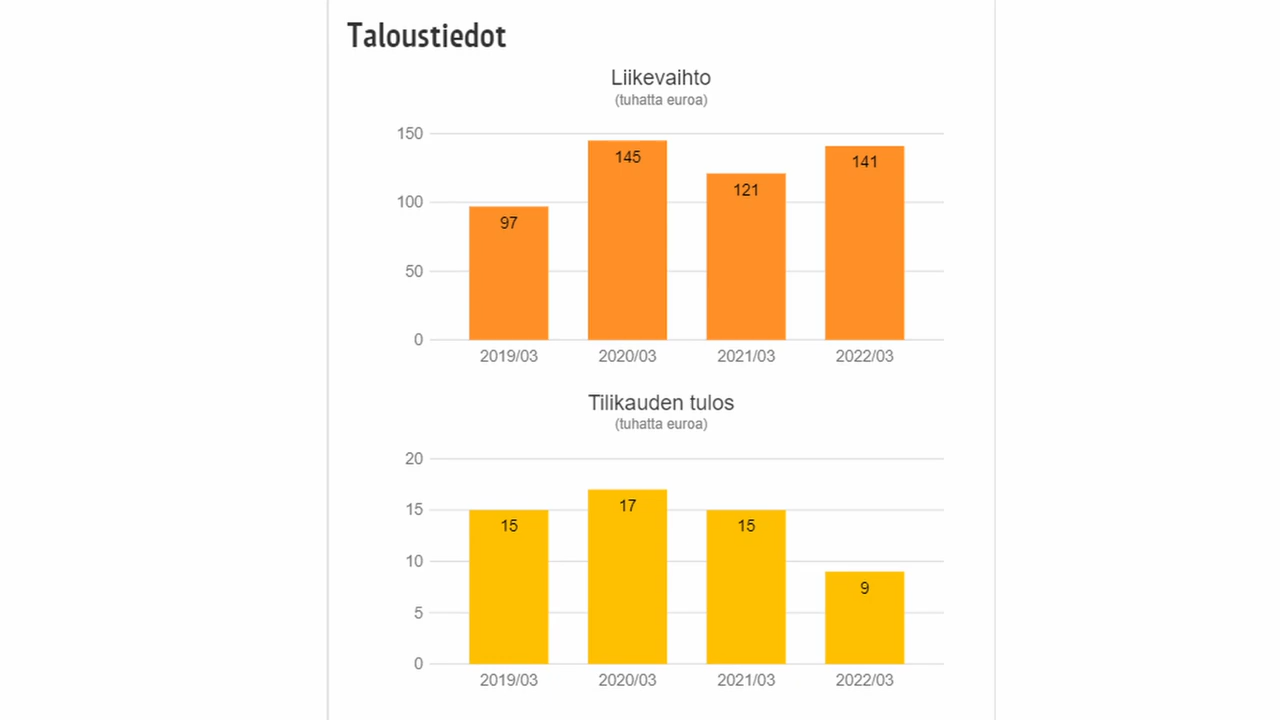 Taloustiedot
Liikevaihto
(tuhatta euroa)
150
100
50
0
97
145
121
141
2019/03 2020/03 2021/03 2022/03
Tilikauden tulos
(tuhatta euroa)
20
15
10
5
0
15
17
15
9
2019/03 2020/03 2021/03 2022/03